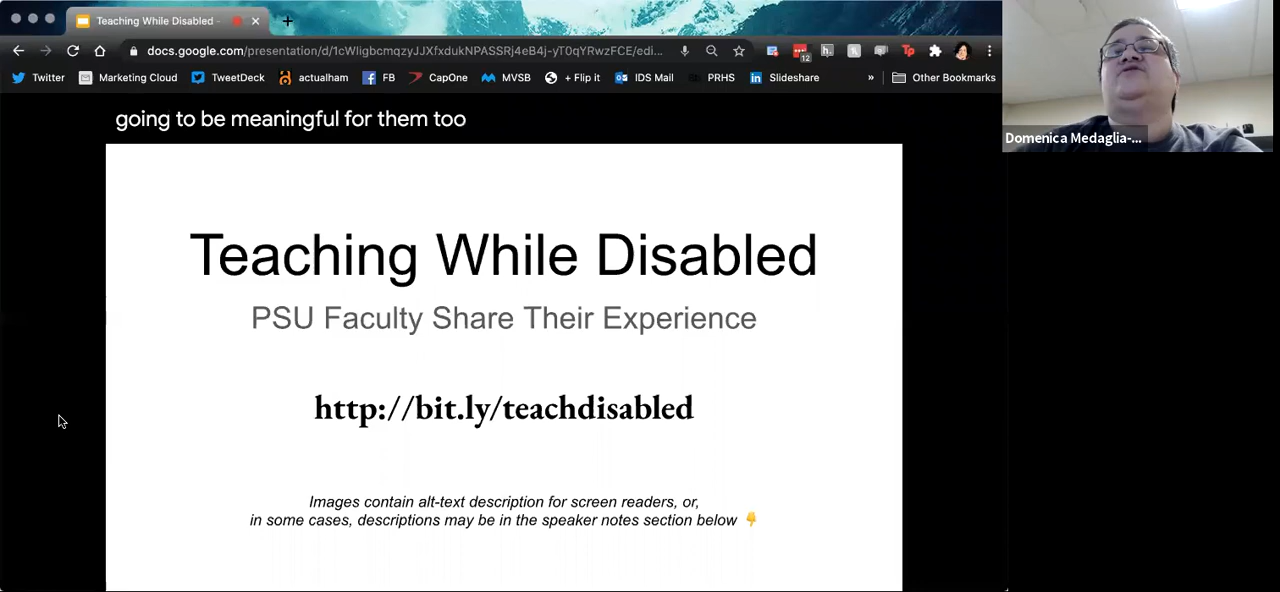 Teaching While Disabled -
docs.google.com/presentation/d/1cWligbcmqzyJJXfxdukNPASSRj4eB4j-yT0qYRwzFCE/edi...
12
Twitter
Marketing Cloud
TweetDeck
actualham
FB
CapOne
MVSB
+ Flip it
IDS Mail
PRHS
Slideshare
»
Other Bookmarks
going to be meaningful for them too
Domenica Medaglia-...
Teaching While Disabled
PSU Faculty Share Their Experience
http://bit.ly/teachdisabled
Images contain alt-text description for screen readers, or,
in some cases, descriptions may be in the speaker notes section below 👇